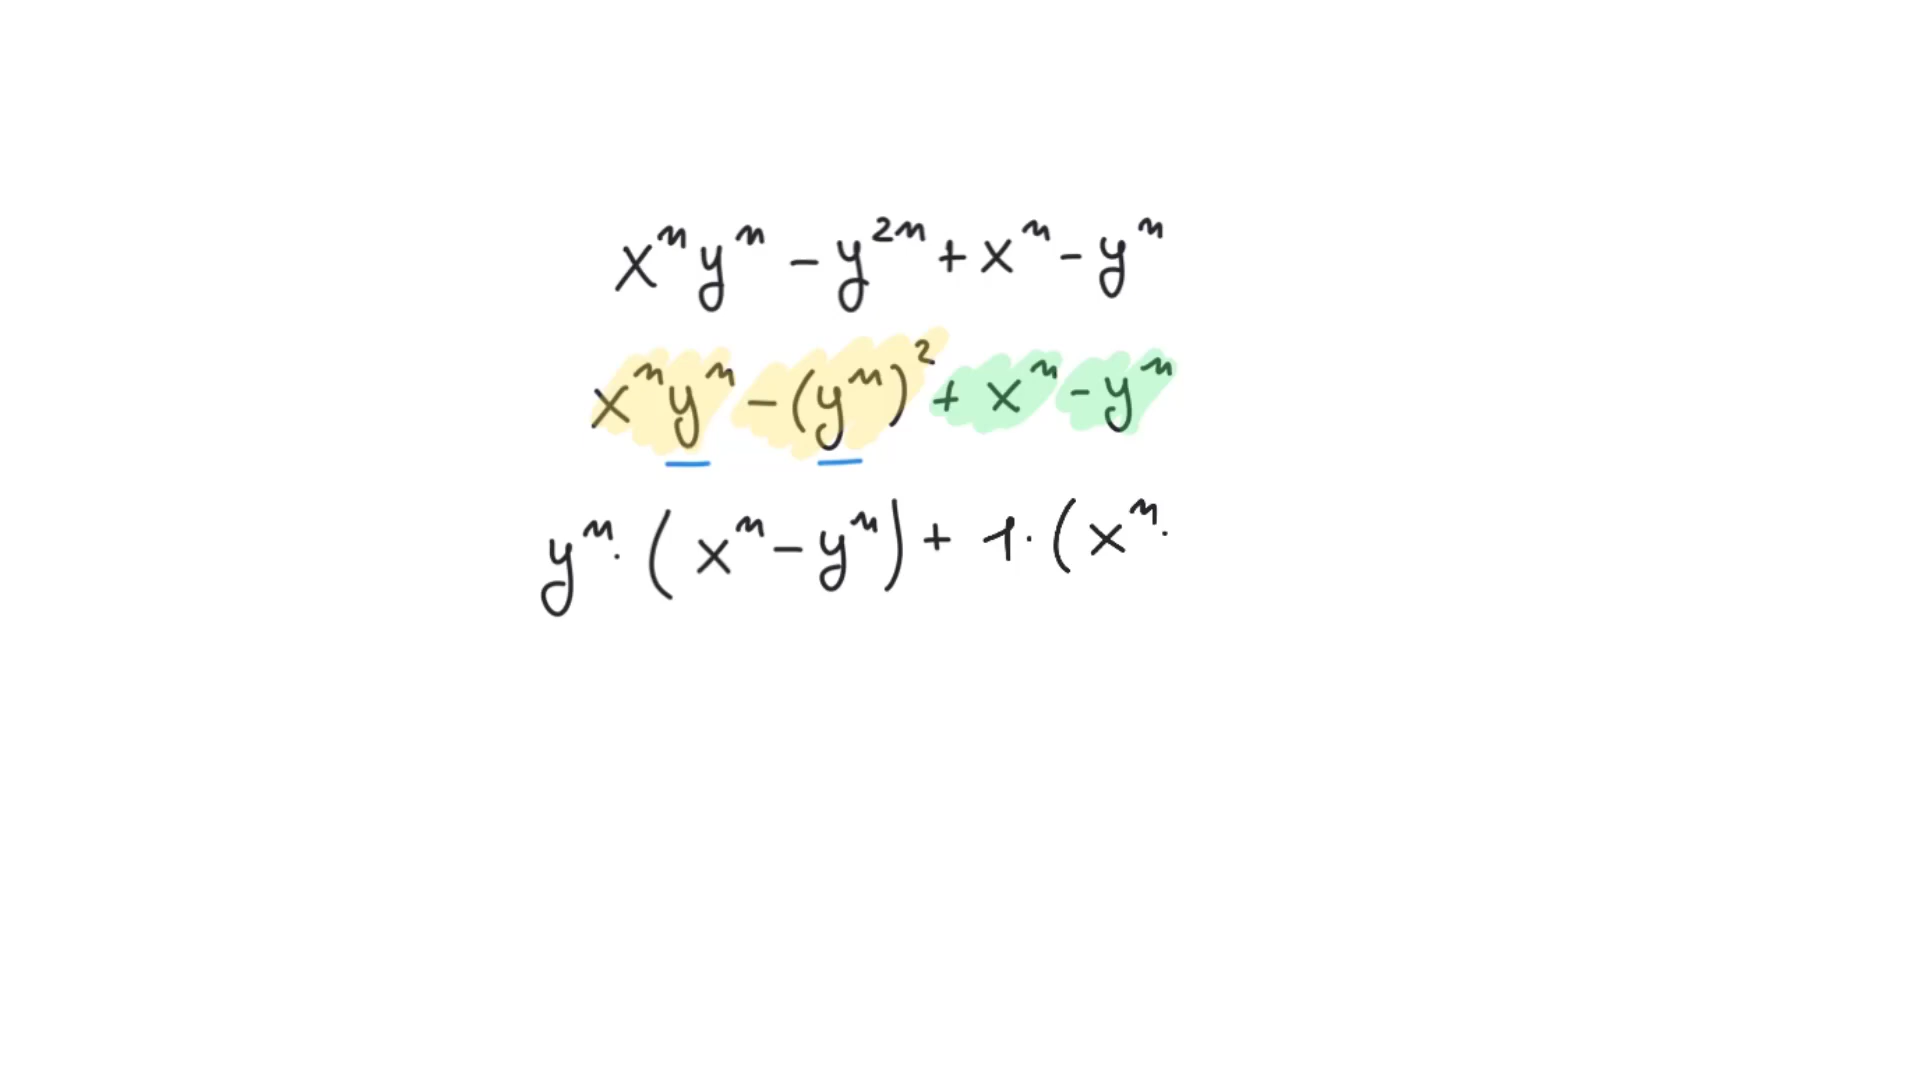 xⁿyⁿ - y²ⁿ + xⁿ - yⁿ
xⁿyⁿ - (yⁿ)² + xⁿ - yⁿ
yⁿ · (xⁿ - yⁿ) + 1 · (xⁿ ·